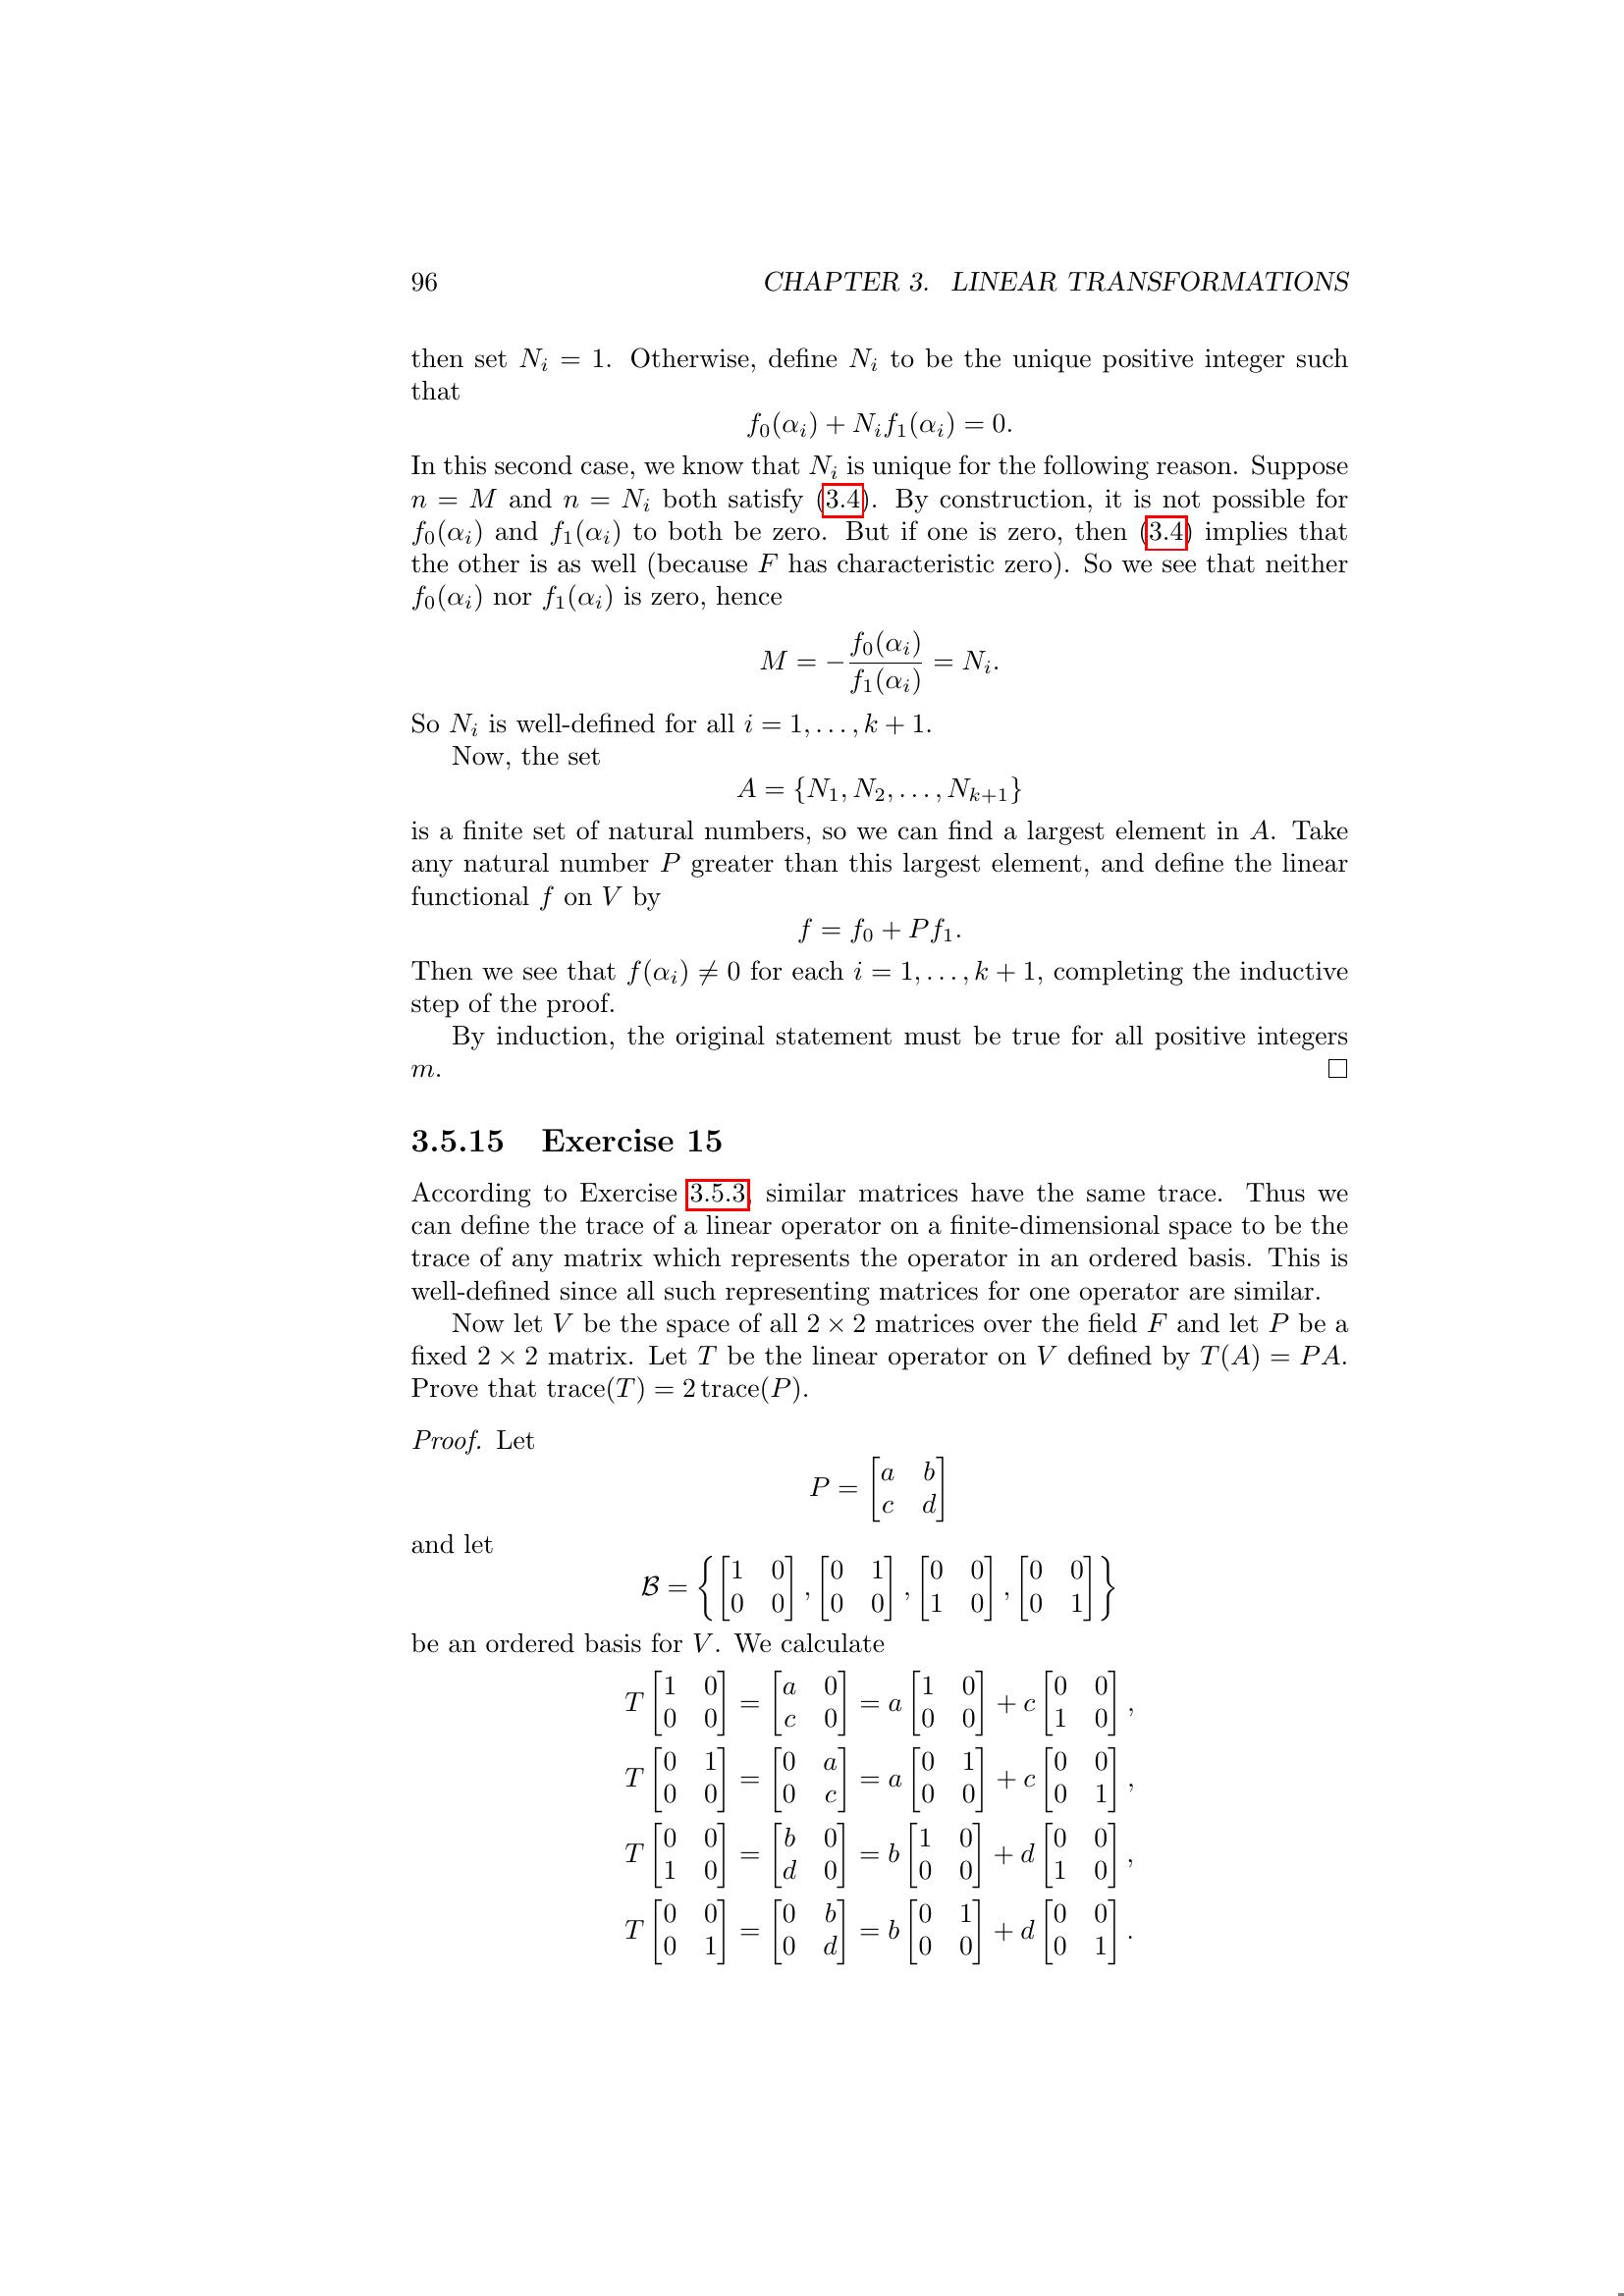 96 CHAPTER 3. LINEAR TRANSFORMATIONS
then set N_i = 1. Otherwise, define N_i to be the unique positive integer such
that
f_0(α_i) + N_i f_1(α_i) = 0.
In this second case, we know that N_i is unique for the following reason. Suppose
n = M and n = N_i both satisfy (3.4). By construction, it is not possible for
f_0(α_i) and f_1(α_i) to both be zero. But if one is zero, then (3.4) implies that
the other is as well (because F has characteristic zero). So we see that neither
f_0(α_i) nor f_1(α_i) is zero, hence
M = −\frac{f_0(α_i)}{f_1(α_i)} = N_i.
So N_i is well-defined for all i = 1, . . . , k + 1.
Now, the set
A = {N_1, N_2, . . . , N_{k+1}}
is a finite set of natural numbers, so we can find a largest element in A. Take
any natural number P greater than this largest element, and define the linear
functional f on V by
f = f_0 + P f_1.
Then we see that f(α_i) ≠ 0 for each i = 1, . . . , k + 1, completing the inductive
step of the proof.
By induction, the original statement must be true for all positive integers
m. □
3.5.15 Exercise 15
According to Exercise 3.5.3, similar matrices have the same trace. Thus we
can define the trace of a linear operator on a finite-dimensional space to be the
trace of any matrix which represents the operator in an ordered basis. This is
well-defined since all such representing matrices for one operator are similar.
Now let V be the space of all 2 × 2 matrices over the field F and let P be a
fixed 2 × 2 matrix. Let T be the linear operator on V defined by T(A) = PA.
Prove that trace(T) = 2 trace(P).
Proof. Let
P = \begin{bmatrix} a & b \\ c & d \end{bmatrix}
and let
ℬ = \left\{ \begin{bmatrix} 1 & 0 \\ 0 & 0 \end{bmatrix}, \begin{bmatrix} 0 & 1 \\ 0 & 0 \end{bmatrix}, \begin{bmatrix} 0 & 0 \\ 1 & 0 \end{bmatrix}, \begin{bmatrix} 0 & 0 \\ 0 & 1 \end{bmatrix} \right\}
be an ordered basis for V. We calculate
T \begin{bmatrix} 1 & 0 \\ 0 & 0 \end{bmatrix} = \begin{bmatrix} a & 0 \\ c & 0 \end{bmatrix} = a \begin{bmatrix} 1 & 0 \\ 0 & 0 \end{bmatrix} + c \begin{bmatrix} 0 & 0 \\ 1 & 0 \end{bmatrix},
T \begin{bmatrix} 0 & 1 \\ 0 & 0 \end{bmatrix} = \begin{bmatrix} 0 & a \\ 0 & c \end{bmatrix} = a \begin{bmatrix} 0 & 1 \\ 0 & 0 \end{bmatrix} + c \begin{bmatrix} 0 & 0 \\ 0 & 1 \end{bmatrix},
T \begin{bmatrix} 0 & 0 \\ 1 & 0 \end{bmatrix} = \begin{bmatrix} b & 0 \\ d & 0 \end{bmatrix} = b \begin{bmatrix} 1 & 0 \\ 0 & 0 \end{bmatrix} + d \begin{bmatrix} 0 & 0 \\ 1 & 0 \end{bmatrix},
T \begin{bmatrix} 0 & 0 \\ 0 & 1 \end{bmatrix} = \begin{bmatrix} 0 & b \\ 0 & d \end{bmatrix} = b \begin{bmatrix} 0 & 1 \\ 0 & 0 \end{bmatrix} + d \begin{bmatrix} 0 & 0 \\ 0 & 1 \end{bmatrix}.